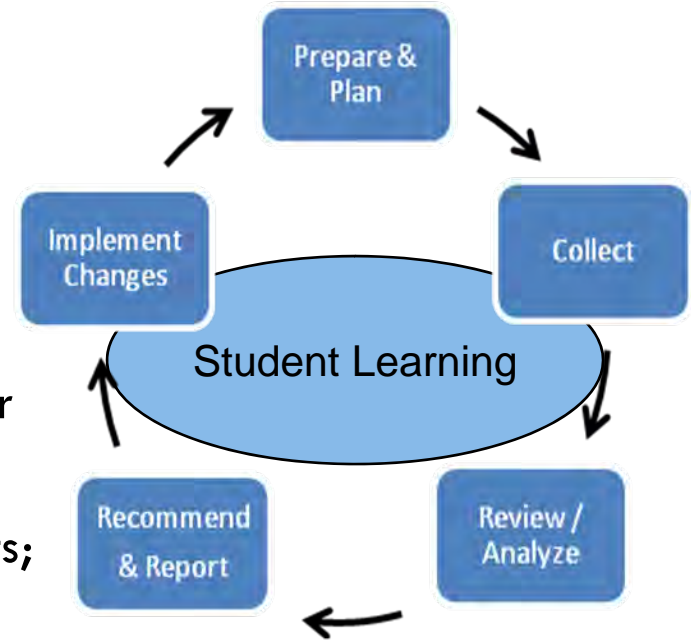 Prepare &
Plan
Implement
Changes
Collect
Student Learning
r
Recommend
& Report
Review /
Analyze
s;